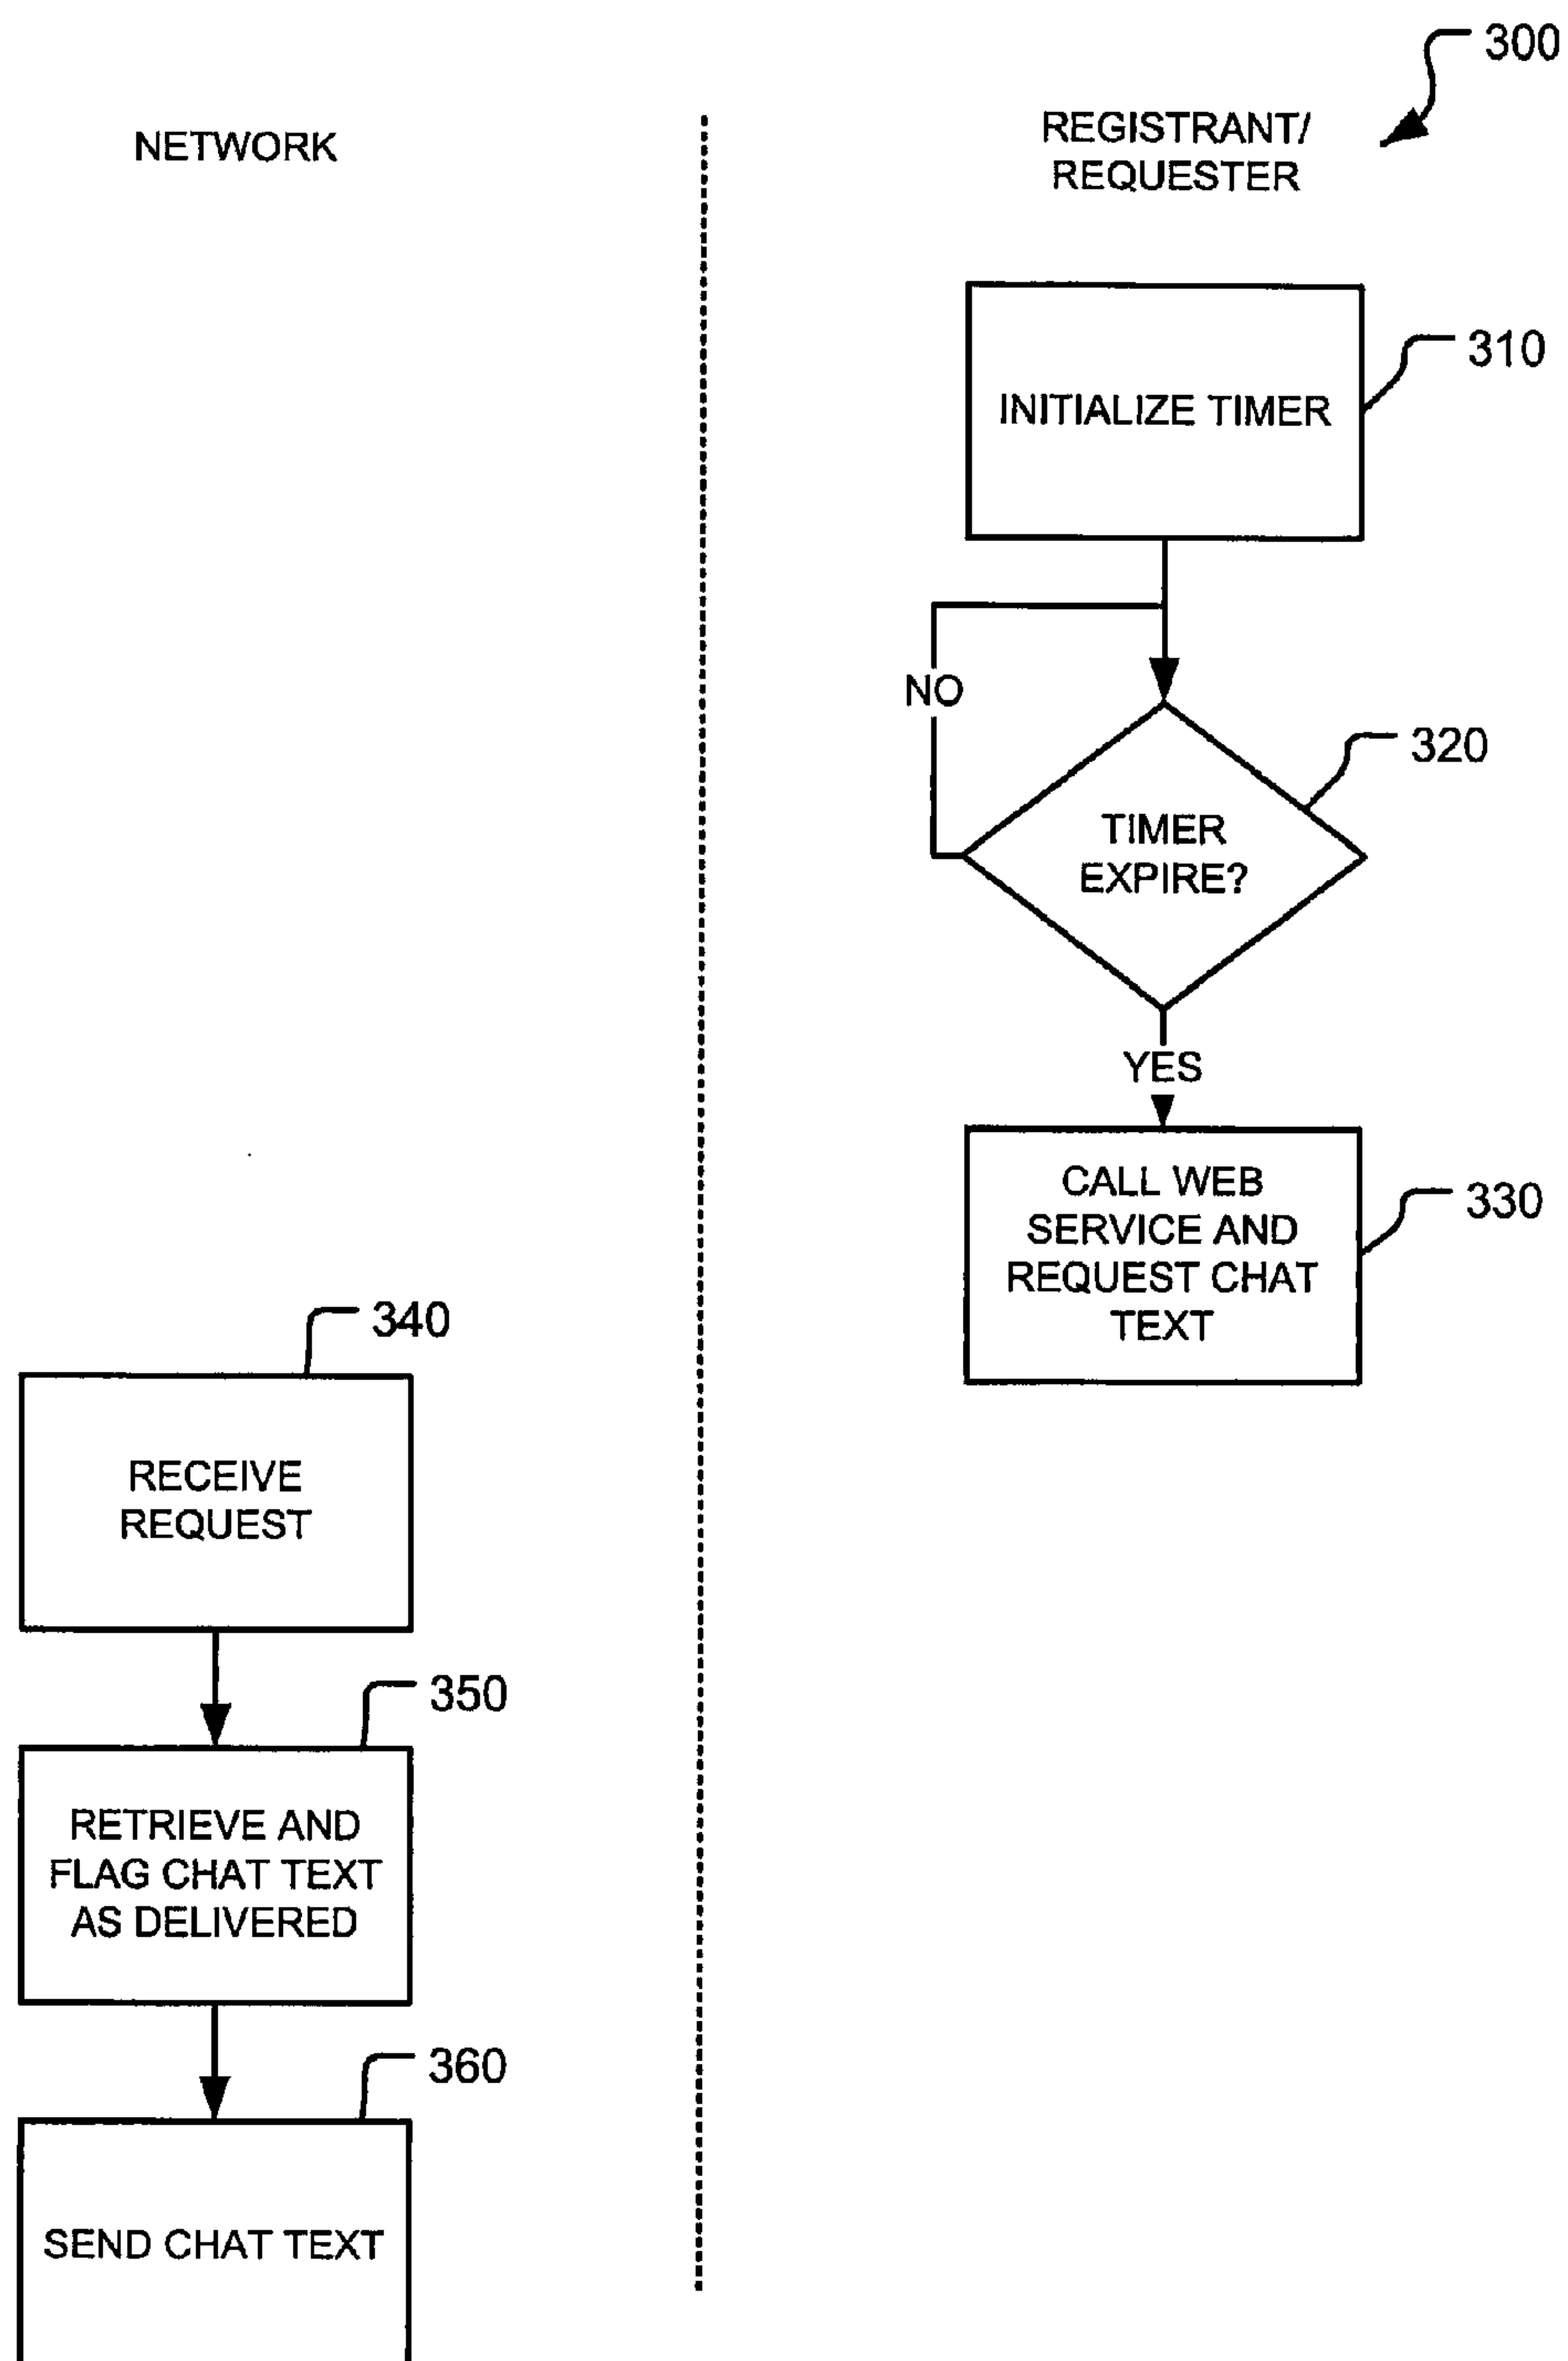 300
NETWORK
REGISTRANT/
REQUESTER
INITIALIZE TIMER
310
NO
320
TIMER
EXPIRE?
YES
CALL WEB
SERVICE AND
REQUEST CHAT
TEXT
330
340
RECEIVE
REQUEST
350
RETRIEVE AND
FLAG CHAT TEXT
AS DELIVERED
360
SEND CHAT TEXT